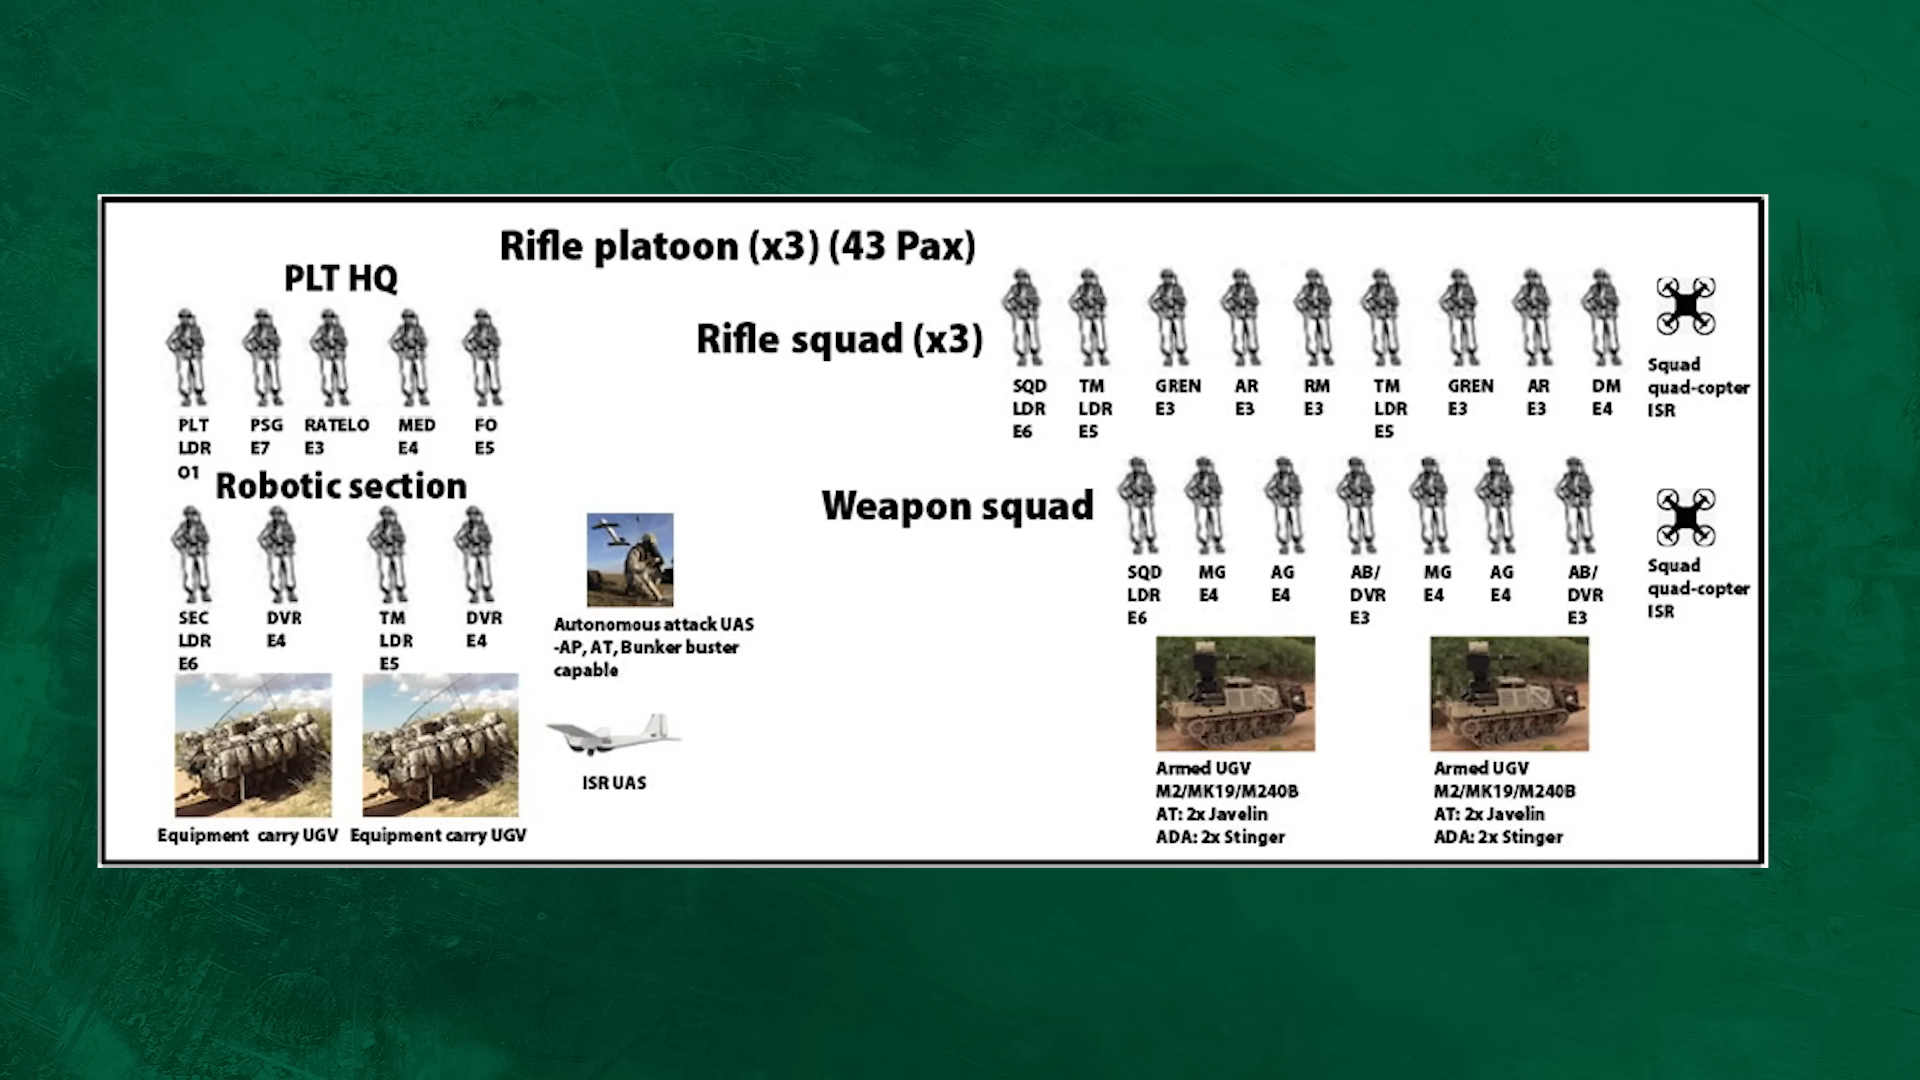 Rifle platoon (x3) (43 Pax)
PLT HQ
PLT LDR O1
PSG E7
RATELO E3
MED E4
FO E5
Robotic section
SEC LDR E6
DVR E4
TM LDR E5
DVR E4
Equipment carry UGV
Equipment carry UGV
Autonomous attack UAS
-AP, AT, Bunker buster
capable
ISR UAS
Rifle squad (x3)
SQD LDR E6
TM LDR E5
GREN E3
AR E3
RM E3
TM LDR E5
GREN E3
AR E3
DM E4
Squad
quad-copter
ISR
Weapon squad
SQD LDR E6
MG E4
AG E4
AB/ DVR E3
MG E4
AG E4
AB/ DVR E3
Squad
quad-copter
ISR
Armed UGV
M2/MK19/M240B
AT: 2x Javelin
ADA: 2x Stinger
Armed UGV
M2/MK19/M240B
AT: 2x Javelin
ADA: 2x Stinger